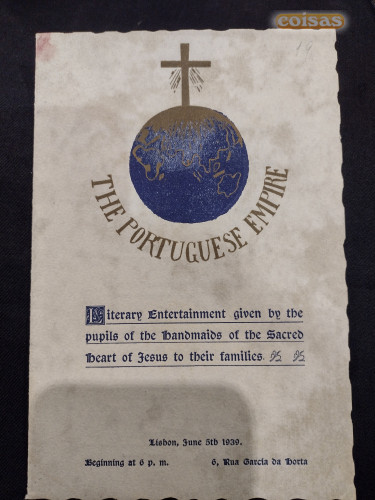 coisas
THE PORTUGUESE EMPIRE
Literary Entertainment given by the
pupils of the Handmaids of the Sacred
Heart of Jesus to their families.
Lisbon, June 5th 1939.
Beginning at 6 p. m. 6, Rua Garcia da Horta